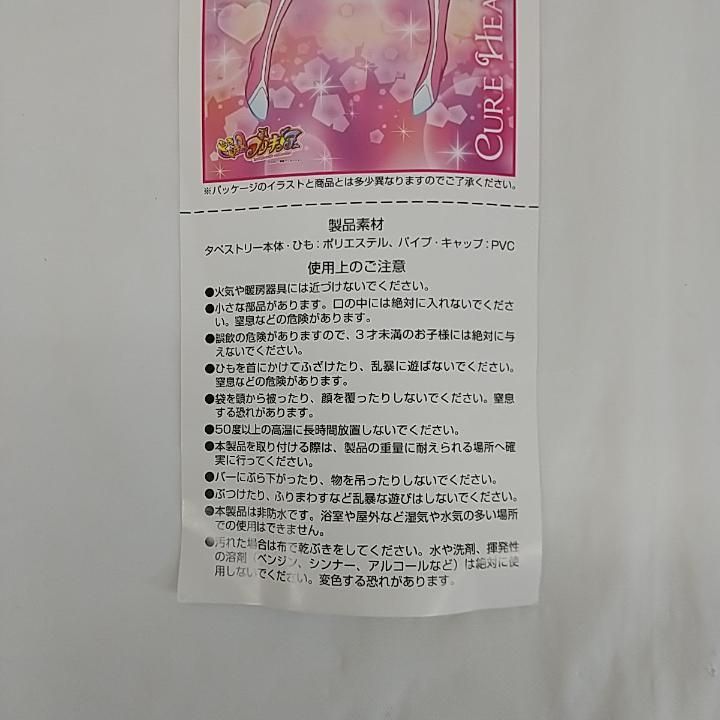 CURE HEA
プリキュア
※パッケージのイラストと商品とは多少異なりますのでご了承ください。
製品素材
タペストリー本体・ひも：ポリエステル、パイプ・キャップ：PVC
使用上のご注意
●火気や暖房器具には近づけないでください。
●小さな部品があります。口の中には絶対に入れないでくださ
い。窒息などの危険があります。
●誤飲の危険がありますので、3才未満のお子様には絶対に与
えないでください。
●ひもを首にかけてふざけたり、乱暴に遊ばないでください。
窒息などの危険があります。
●袋を頭から被ったり、顔を覆ったりしないでください。窒息
する恐れがあります。
●50度以上の高温に長時間放置しないでください。
●本製品を取り付ける際は、製品の重量に耐えられる場所へ確
実に行ってください。
●バーにぶら下がったり、物を吊ったりしないでください。
●ぶつけたり、ふりまわすなど乱暴な遊びはしないでください。
●本製品は非防水です。浴室や屋外など湿気や水気の多い場所
での使用はできません。
●汚れた場合は布で乾ぶきをしてください。水や洗剤、揮発性
の溶剤（ベンジン、シンナー、アルコールなど）は絶対に使
用しないでください。変色する恐れがあります。